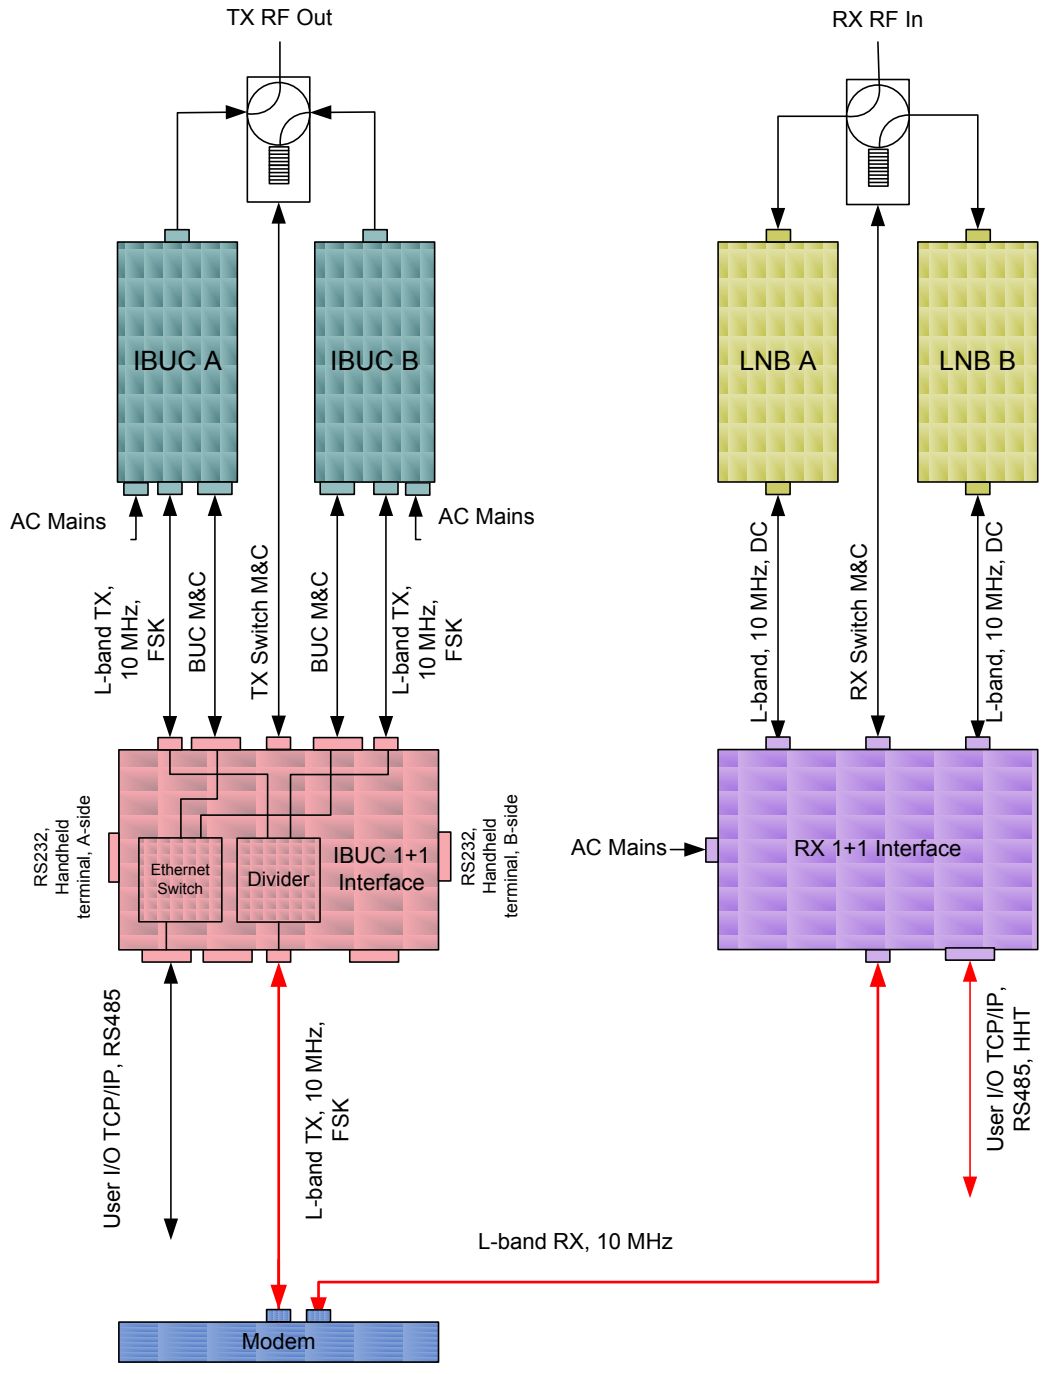 TX RF Out
RX RF In
IBUC A
IBUC B
LNB A
LNB B
AC Mains
AC Mains
L-band TX,
10 MHz,
FSK
BUC M&C
TX Switch M&C
BUC M&C
L-band TX,
10 MHz,
FSK
L-band, 10 MHz, DC
RX Switch M&C
L-band, 10 MHz, DC
RS232,
Handheld
terminal, A-side
Ethernet
Switch
Divider
IBUC 1+1
Interface
RS232,
Handheld
terminal, B-side
AC Mains
RX 1+1 Interface
User I/O TCP/IP, RS485
L-band TX, 10 MHz,
FSK
User I/O TCP/IP,
RS485, HHT
L-band RX, 10 MHz
Modem